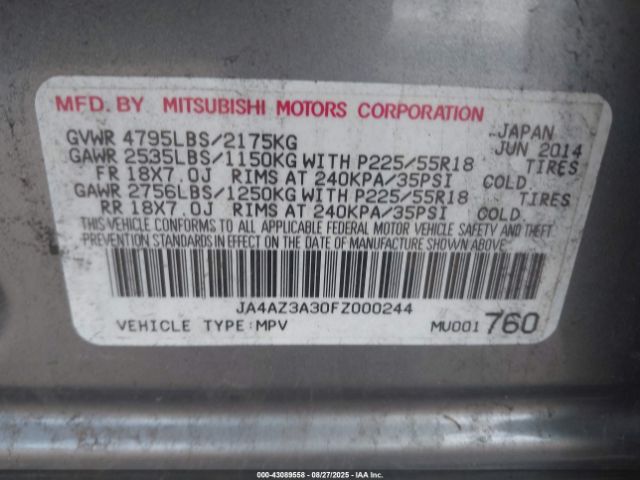 MFD. BY MITSUBISHI MOTORS CORPORATION
JAPAN
GVWR 4795LBS/2175KG JUN 2014
GAWR 2535LBS/1150KG WITH P225/55R18 TIRES
FR 18X7.0J RIMS AT 240KPA/35PSI COLD.
GAWR 2756LBS/1250KG WITH P225/55R18 TIRES
RR 18X7.0J RIMS AT 240KPA/35PSI COLD.
THIS VEHICLE CONFORMS TO ALL APPLICABLE FEDERAL MOTOR VEHICLE SAFETY AND THEFT
PREVENTION STANDARDS IN EFFECT ON THE DATE OF MANUFACTURE SHOWN ABOVE.
JA4AZ3A30FZ000244
VEHICLE TYPE:MPV MU001 760
© -43089558 - 08/27/2025 - IAA Inc.